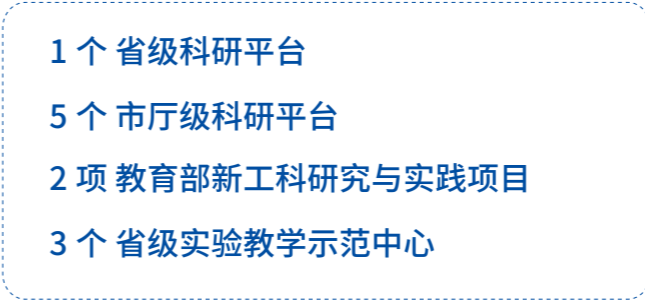 1 个 省级科研平台
5 个 市厅级科研平台
2 项 教育部新工科研究与实践项目
3 个 省级实验教学示范中心